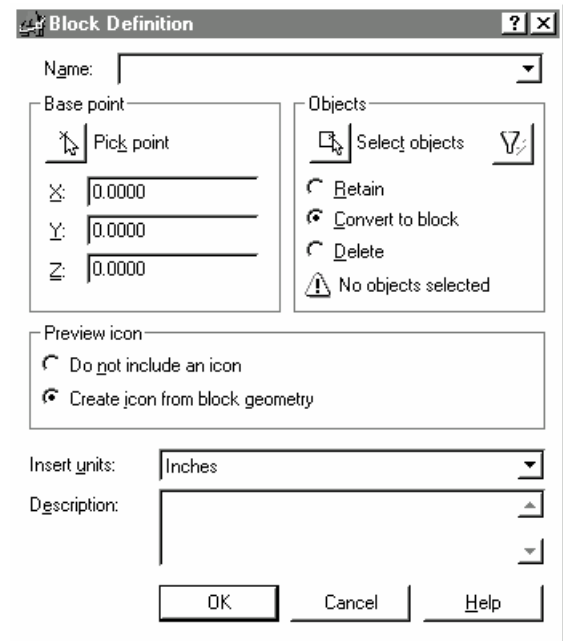 Block Definition
Name:
Base point
Pick point
X: 0.0000
Y: 0.0000
Z: 0.0000
Objects
Select objects
Retain
Convert to block
Delete
No objects selected
Preview icon
Do not include an icon
Create icon from block geometry
Insert units: Inches
Description:
OK Cancel Help